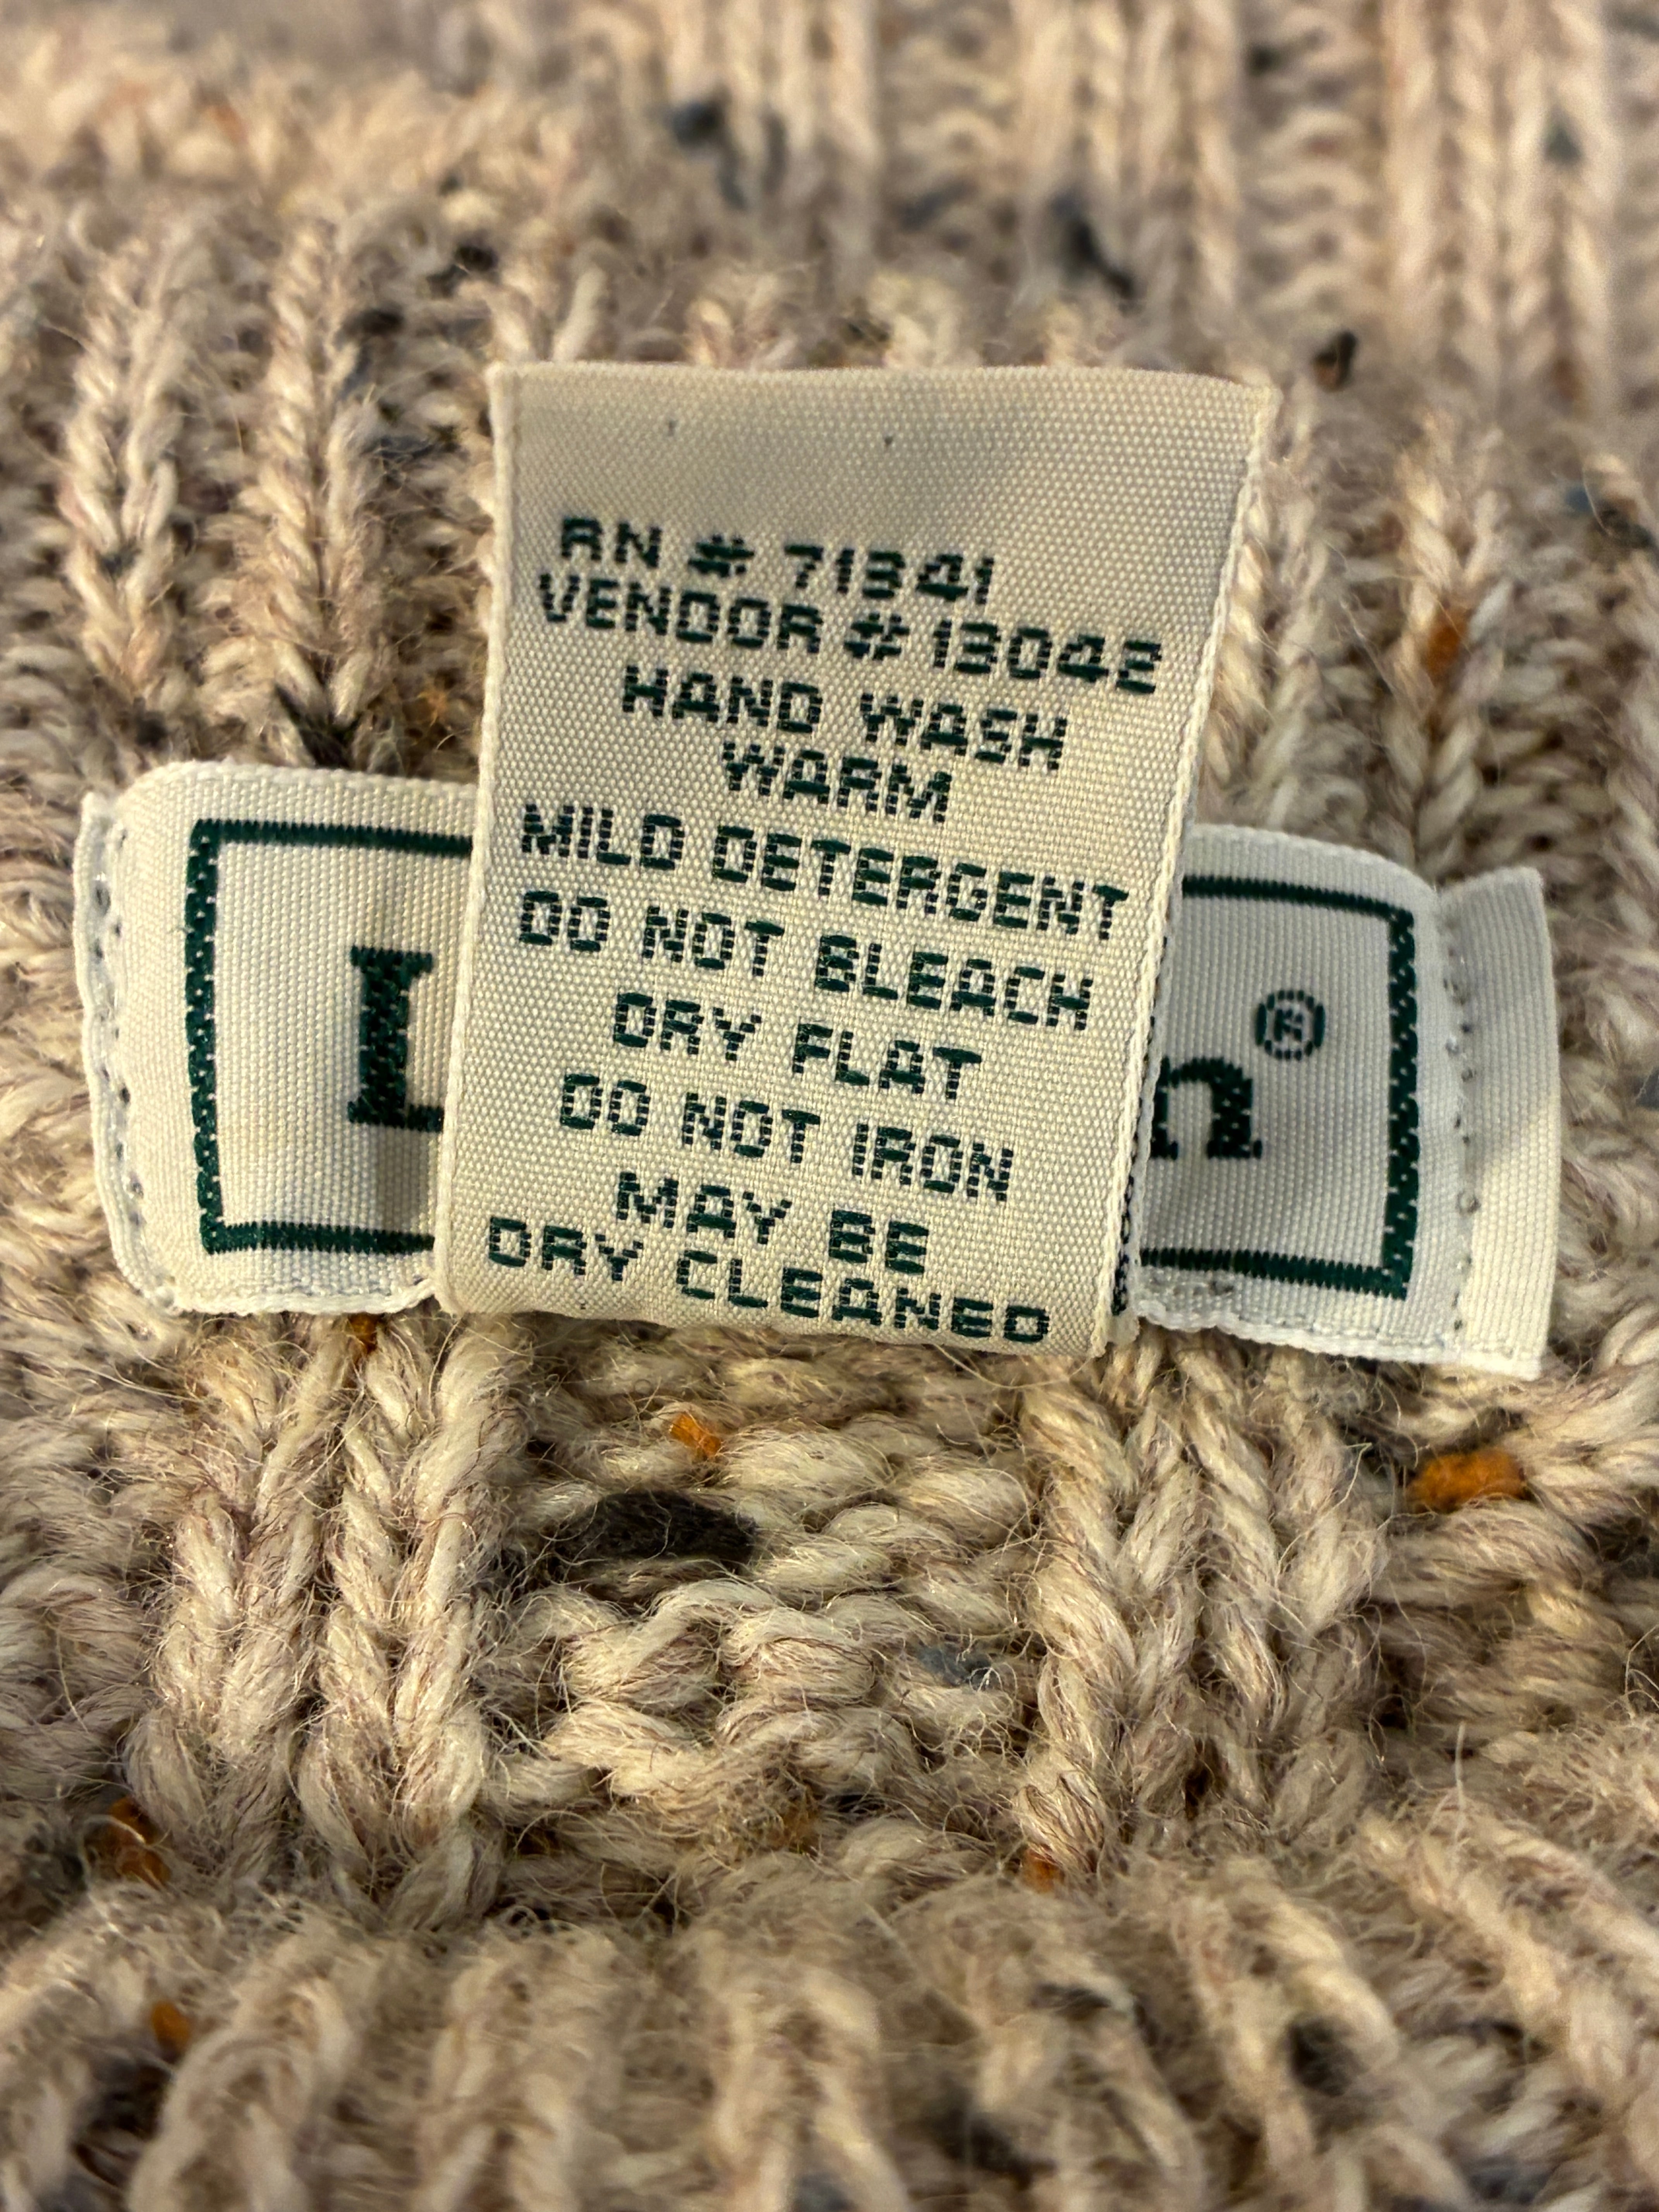 RN # 71341
VENDOR # 13042
HAND WASH
WARM
MILD DETERGENT
DO NOT BLEACH
DRY FLAT
DO NOT IRON
MAY BE
DRY CLEANED
L n®